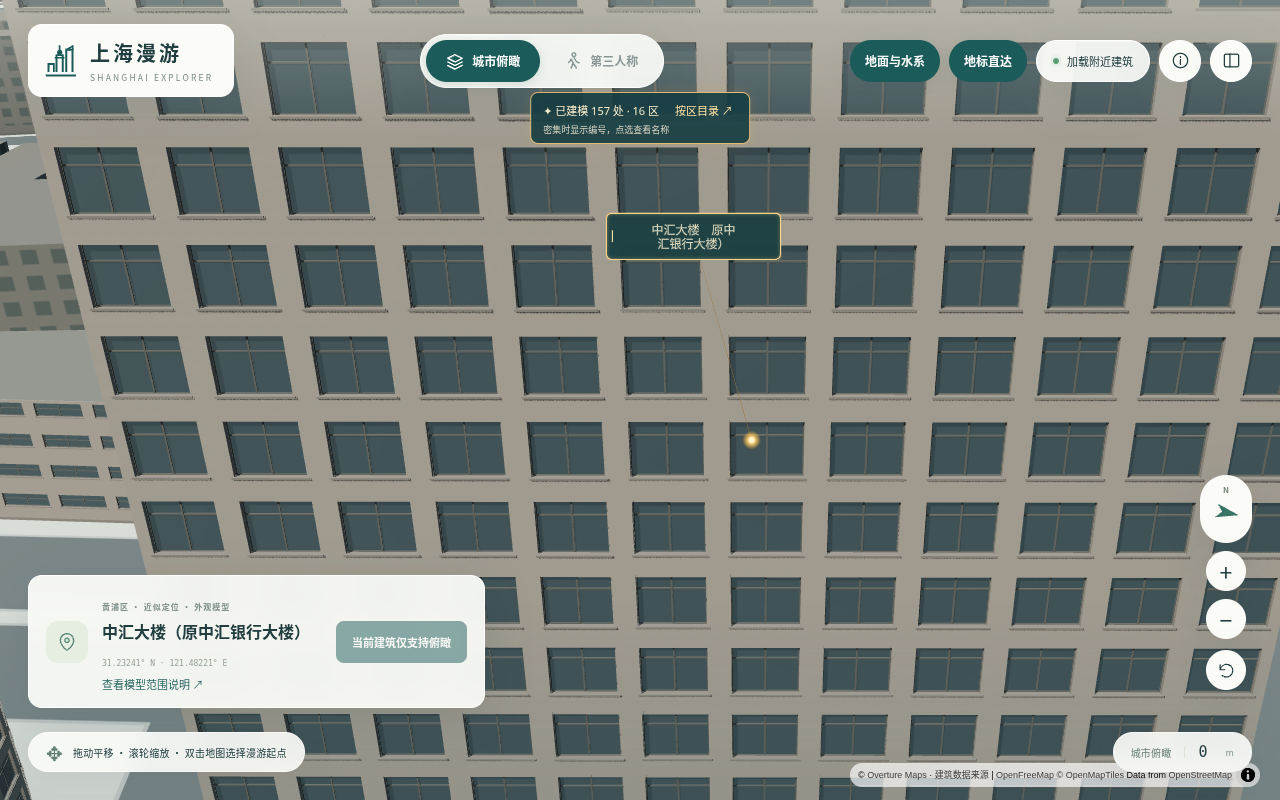 上海漫游
SHANGHAI EXPLORER
城市俯瞰
第三人称
地面与水系
地标直达
加载附近建筑
✦ 已建模 157 处 · 16 区 按区目录 ↗
密集时显示编号，点选查看名称
中汇大楼 原中
汇银行大楼）
N
黄浦区 · 近似定位 · 外观模型
中汇大楼（原中汇银行大楼）
31.23241° N · 121.48221° E
查看模型范围说明 ↗
当前建筑仅支持俯瞰
拖动平移 · 滚轮缩放 · 双击地图选择漫游起点
城市俯瞰 0 m
© Overture Maps · 建筑数据来源 | OpenFreeMap © OpenMapTiles Data from OpenStreetMap